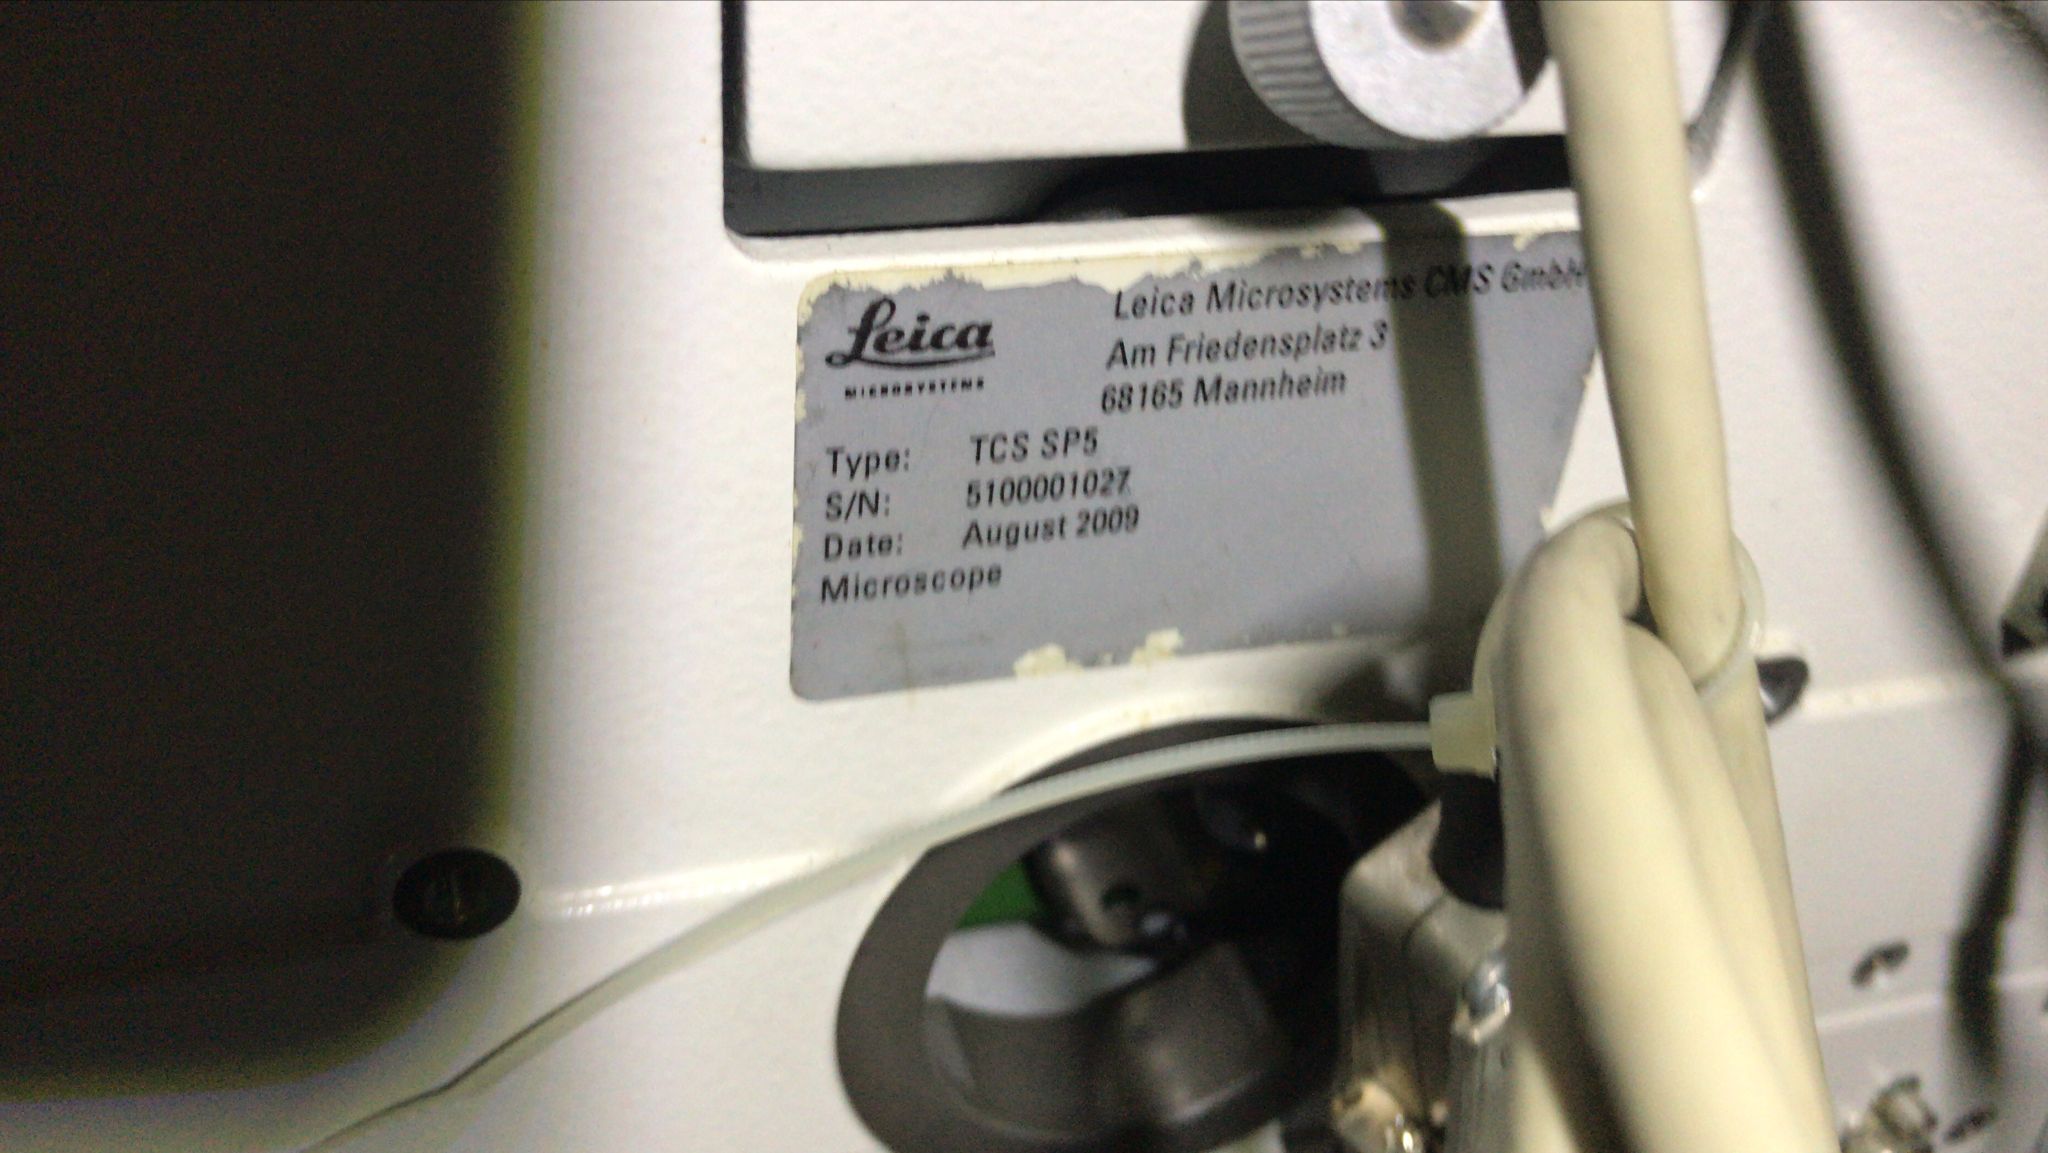 Leica
MICROSYSTEMS
Leica Microsystems CMS GmbH
Am Friedensplatz 3
68165 Mannheim
Type: TCS SP5
S/N: 5100001027
Date: August 2009
Microscope